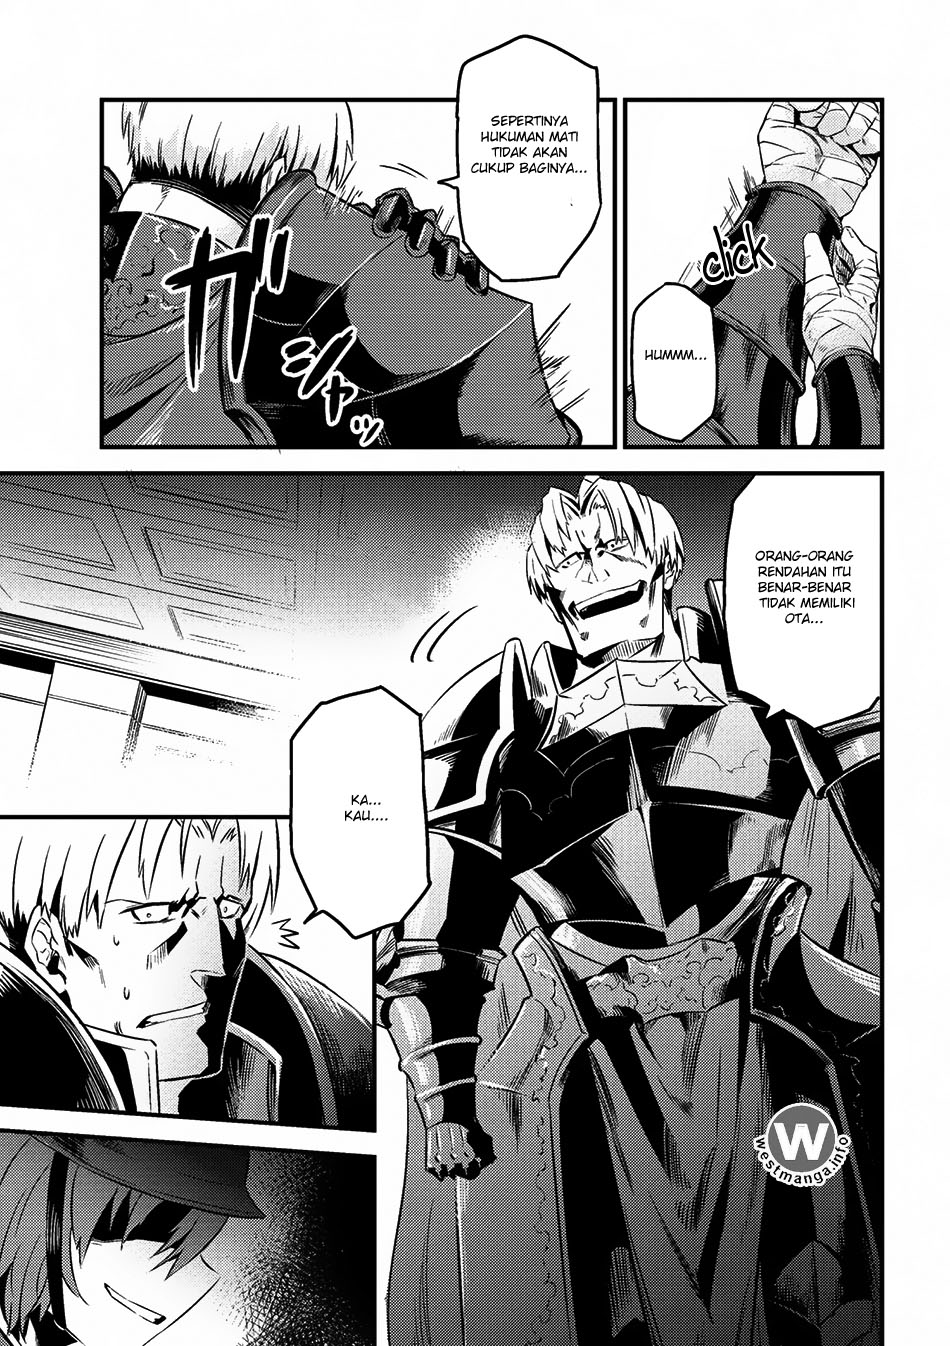 click
HUMMM...
SEPERTINYA
HUKUMAN MATI
TIDAK AKAN
CUKUP BAGINYA...
ガ
シャッ
ORANG-ORANG
RENDAHAN ITU
BENAR-BENAR
TIDAK MEMILIKI
OTA...
KA...
KAU....
W
westmanga.info